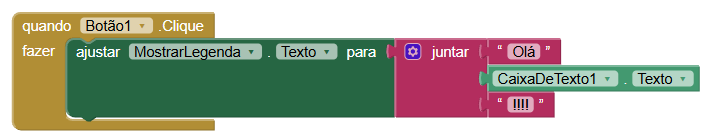 quando Botão1 .Clique
fazer ajustar MostrarLegenda . Texto para juntar " Olá "
CaixaDeTexto1 . Texto
" !!!! "